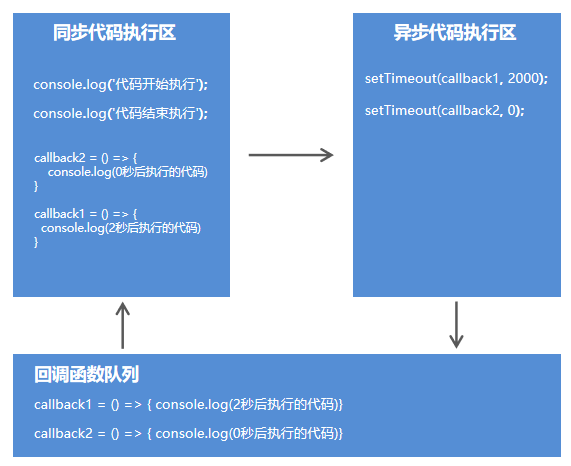 同步代码执行区
console.log('代码开始执行');
console.log('代码结束执行');
callback2 = () => {
console.log(0秒后执行的代码)
}
callback1 = () => {
console.log(2秒后执行的代码)
}
异步代码执行区
setTimeout(callback1, 2000);
setTimeout(callback2, 0);
回调函数队列
callback1 = () => { console.log(2秒后执行的代码)}
callback2 = () => { console.log(0秒后执行的代码)}